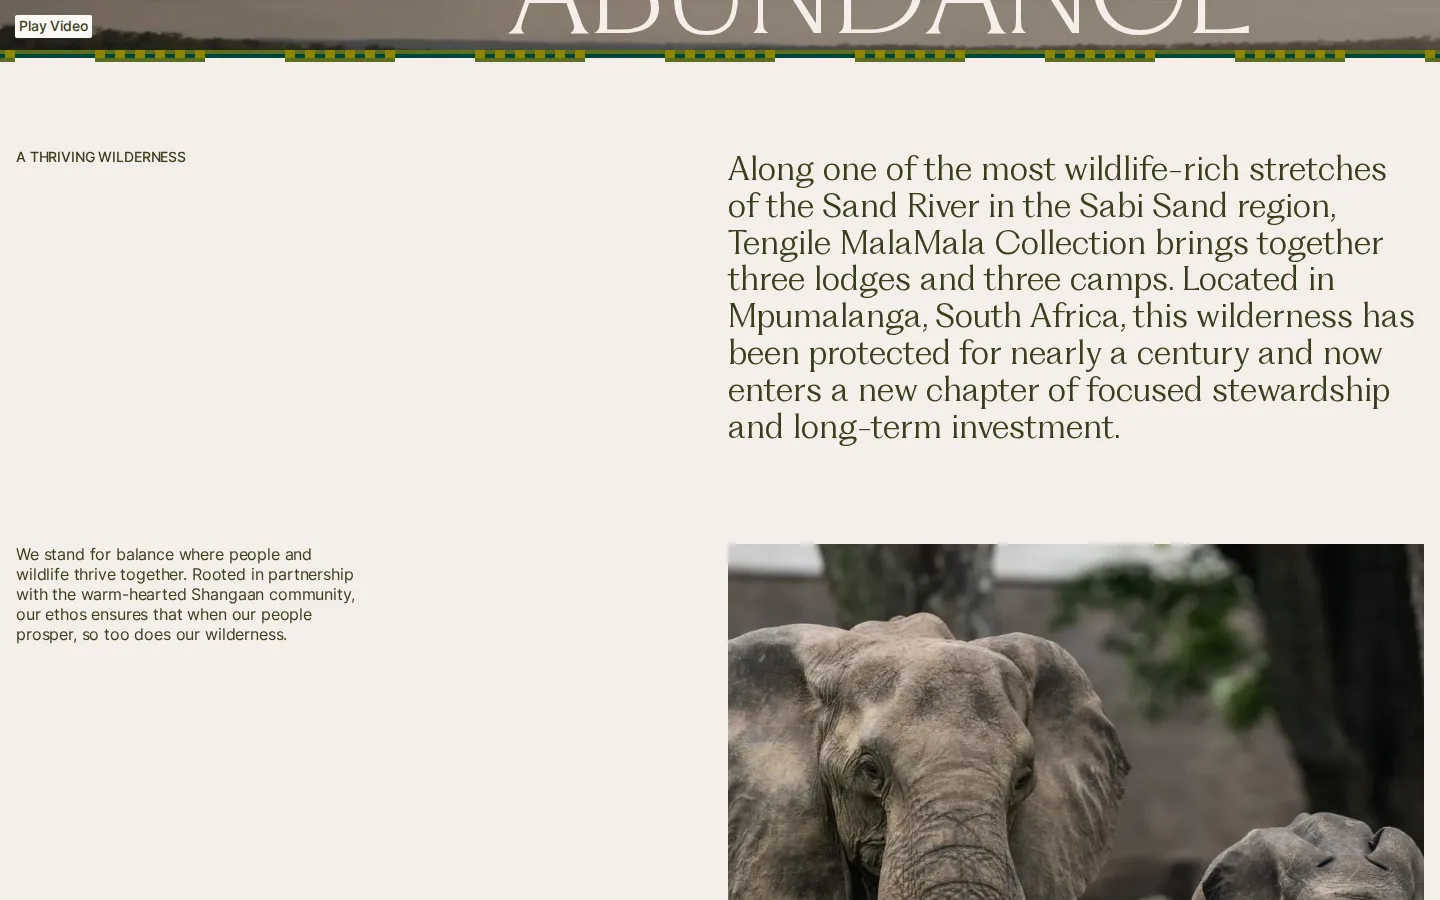 ABUNDANCE
Play Video
A THRIVING WILDERNESS
Along one of the most wildlife-rich stretches
of the Sand River in the Sabi Sand region,
Tengile MalaMala Collection brings together
three lodges and three camps. Located in
Mpumalanga, South Africa, this wilderness has
been protected for nearly a century and now
enters a new chapter of focused stewardship
and long-term investment.
We stand for balance where people and
wildlife thrive together. Rooted in partnership
with the warm-hearted Shangaan community,
our ethos ensures that when our people
prosper, so too does our wilderness.